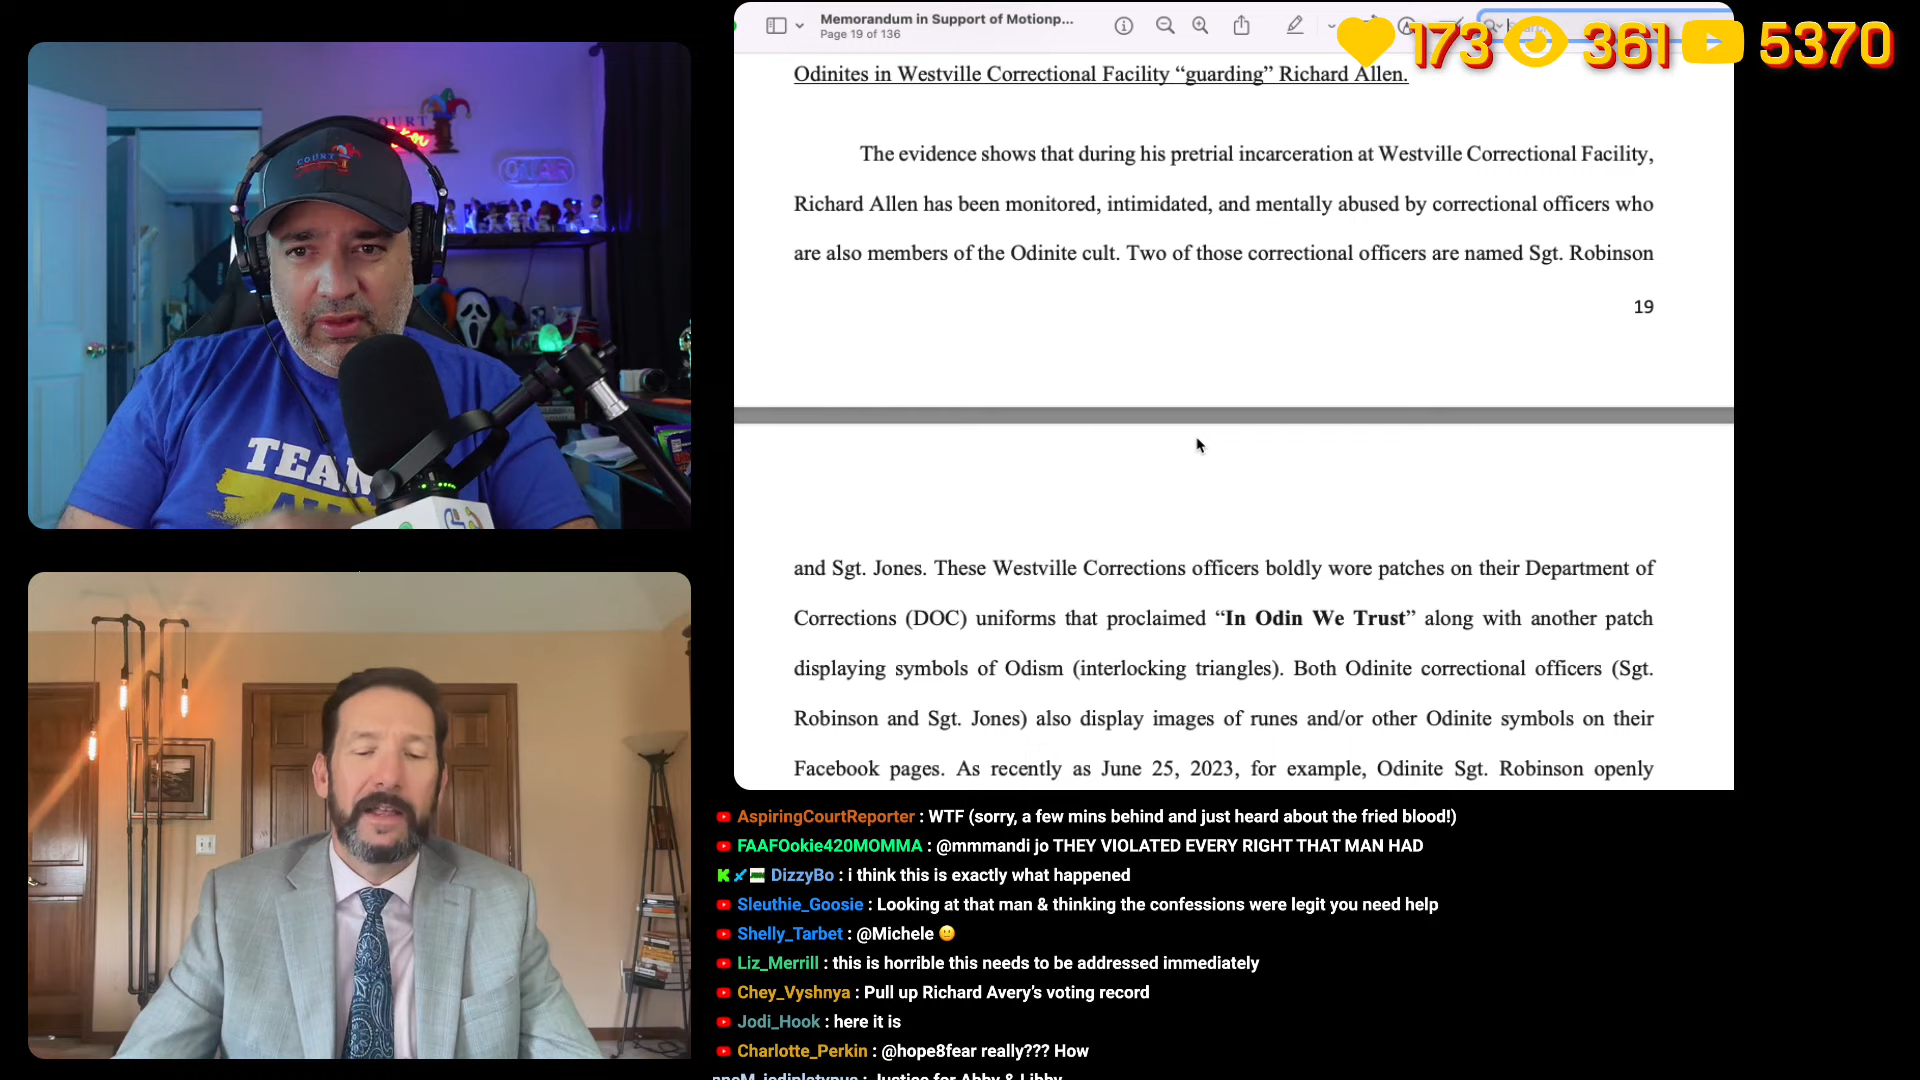 Memorandum in Support of Motionp...
Page 19 of 136
173
361
5370
Odinites in Westville Correctional Facility “guarding” Richard Allen.
The evidence shows that during his pretrial incarceration at Westville Correctional Facility,
Richard Allen has been monitored, intimidated, and mentally abused by correctional officers who
are also members of the Odinite cult. Two of those correctional officers are named Sgt. Robinson
19
and Sgt. Jones. These Westville Corrections officers boldly wore patches on their Department of
Corrections (DOC) uniforms that proclaimed “In Odin We Trust” along with another patch
displaying symbols of Odism (interlocking triangles). Both Odinite correctional officers (Sgt.
Robinson and Sgt. Jones) also display images of runes and/or other Odinite symbols on their
Facebook pages. As recently as June 25, 2023, for example, Odinite Sgt. Robinson openly
COURT
ON AIR
COURT
TEAM
AspiringCourtReporter : WTF (sorry, a few mins behind and just heard about the fried blood!)
FAAFOokie420MOMMA : @mmmandi jo THEY VIOLATED EVERY RIGHT THAT MAN HAD
DizzyBo : i think this is exactly what happened
Sleuthie_Goosie : Looking at that man & thinking the confessions were legit you need help
Shelly_Tarbet : @Michele 🙂
Liz_Merrill : this is horrible this needs to be addressed immediately
Chey_Vyshnya : Pull up Richard Avery's voting record
Jodi_Hook : here it is
Charlotte_Perkin : @hope8fear really??? How
: Justice for Abby & Libby